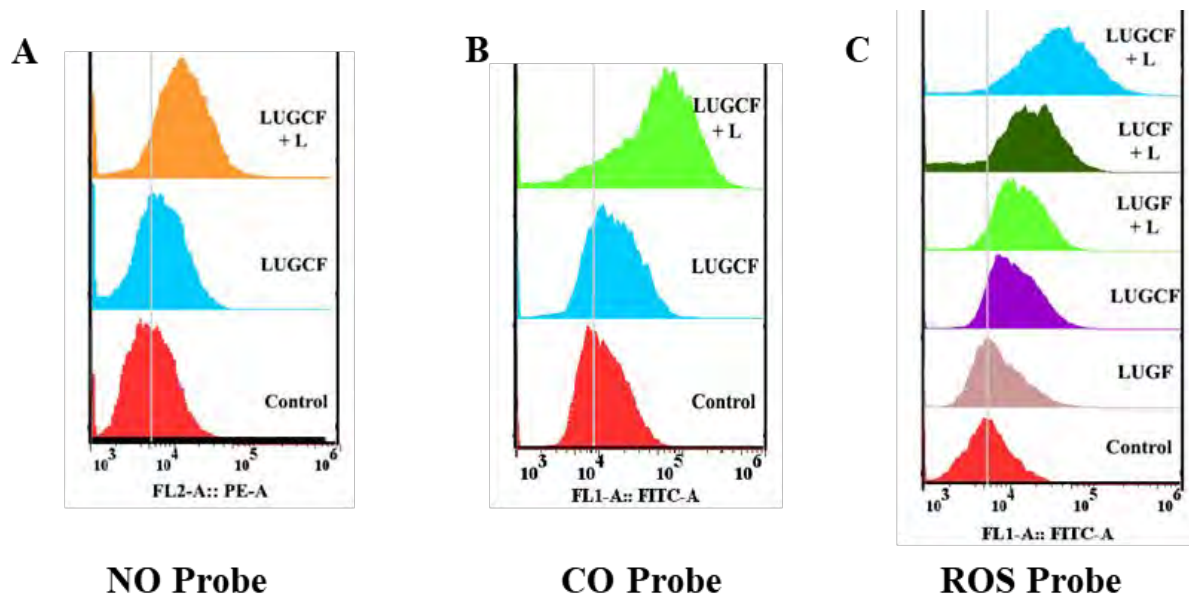 A
LUGCF
+ L
LUGCF
Control
10³ 10⁴ 10⁵ 10⁶
FL2-A:: PE-A
NO Probe
B
LUGCF
+ L
LUGCF
Control
10³ 10⁴ 10⁵ 10⁶
FL1-A:: FITC-A
CO Probe
C
LUGCF
+ L
LUCF
+ L
LUGF
+ L
LUGCF
LUGF
Control
10³ 10⁴ 10⁵ 10⁶
FL1-A:: FITC-A
ROS Probe